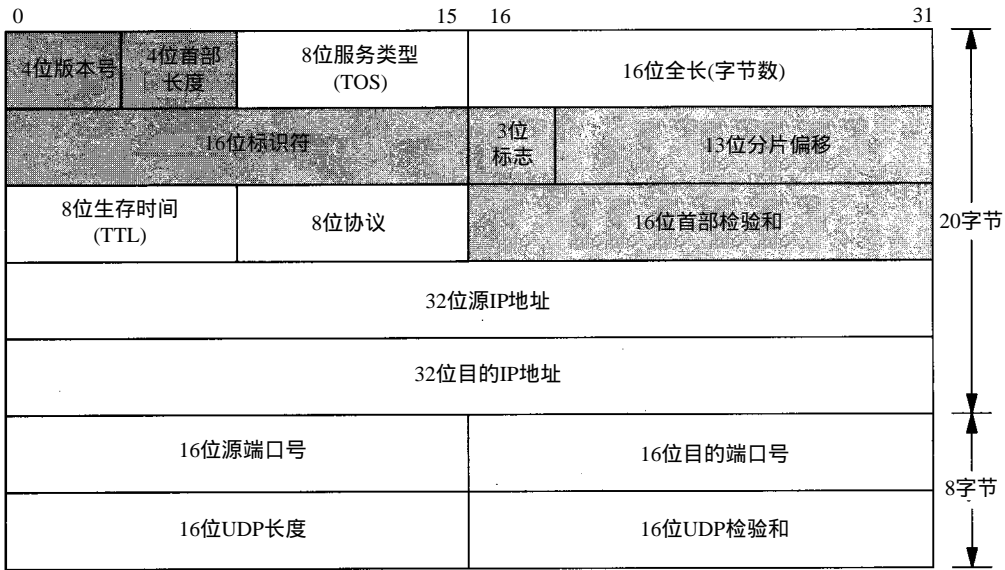 0 15 16 31
4位版本号
4位首部
长度
8位服务类型
(TOS)
16位全长(字节数)
16位标识符
3位
标志
13位分片偏移
8位生存时间
(TTL)
8位协议
16位首部检验和
20字节
32位源IP地址
32位目的IP地址
16位源端口号
16位目的端口号
8字节
16位UDP长度
16位UDP检验和